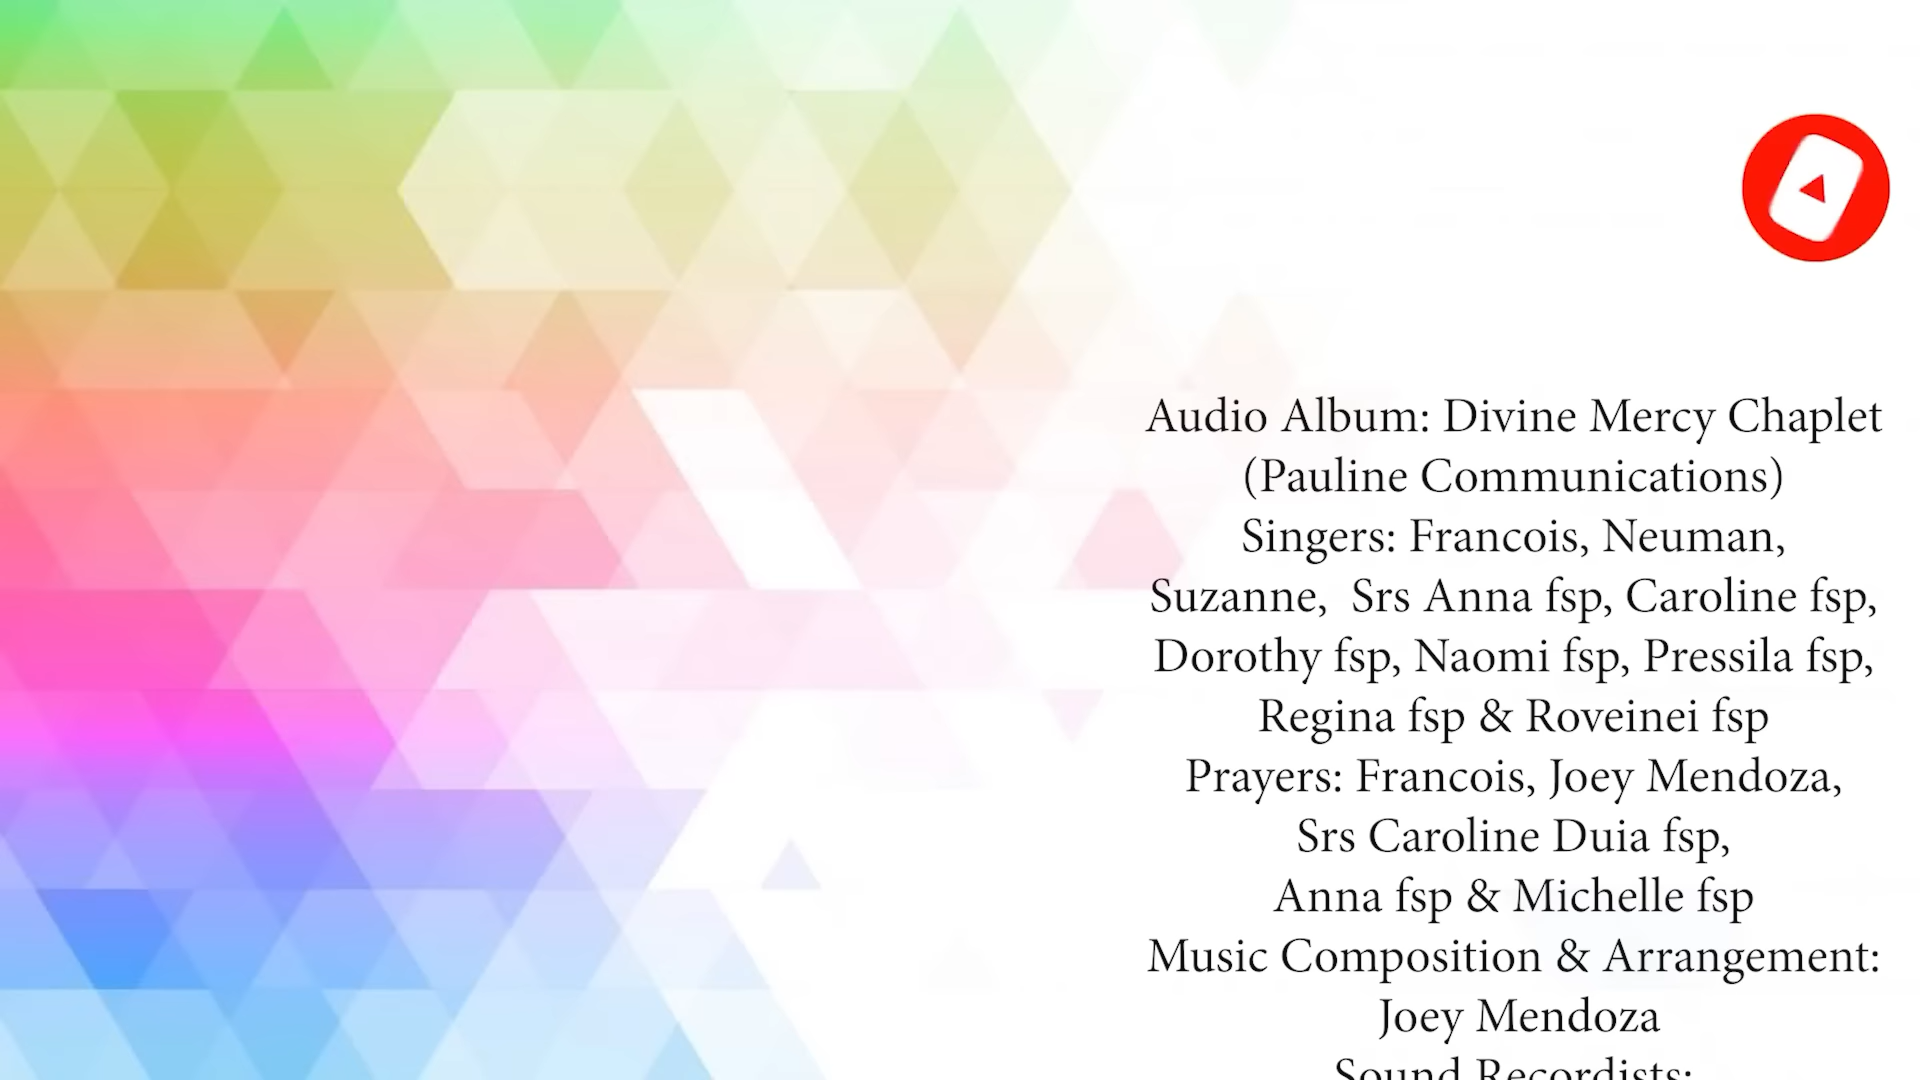 Audio Album: Divine Mercy Chaplet
(Pauline Communications)
Singers: Francois, Neuman,
Suzanne,  Srs Anna fsp, Caroline fsp,
Dorothy fsp, Naomi fsp, Pressila fsp,
Regina fsp & Roveinei fsp
Prayers: Francois, Joey Mendoza,
Srs Caroline Duia fsp,
Anna fsp & Michelle fsp
Music Composition & Arrangement:
Joey Mendoza
Sound Recordists: